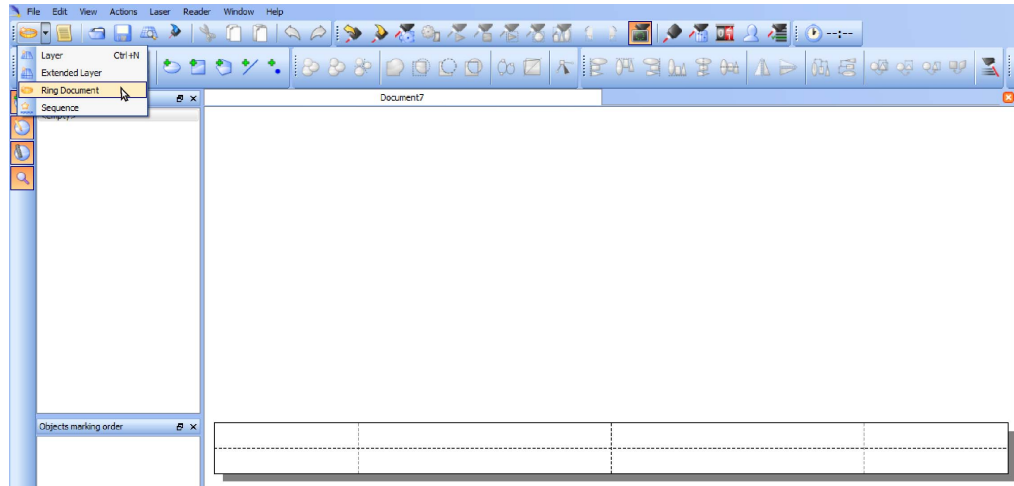 File Edit View Actions Laser Reader Window Help
--:--
Layer Ctrl+N
Extended Layer
Ring Document
Sequence
Document7
<Empty>
Objects marking order